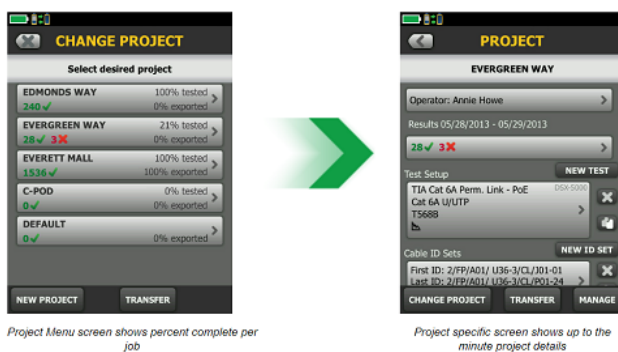 CHANGE PROJECT
Select desired project
EDMONDS WAY 100% tested
240 0% exported
EVERGREEN WAY 21% tested
28 3 0% exported
EVERETT MALL 100% tested
1536 100% exported
C-POD 0% tested
0 0% exported
DEFAULT
0 0% exported
NEW PROJECT TRANSFER
Project Menu screen shows percent complete per
job
PROJECT
EVERGREEN WAY
Operator: Annie Howe
Results 05/28/2013 - 05/29/2013
28 3
Test Setup NEW TEST
TIA Cat 6A Perm. Link - PoE DSX-5000
Cat 6A U/UTP
T568B
Cable ID Sets NEW ID SET
First ID: 2/FP/A01/ U36-3/CL/J01-01
Last ID: 2/FP/A01/ U36-3/CL/P01-24
CHANGE PROJECT TRANSFER MANAGE
Project specific screen shows up to the
minute project details